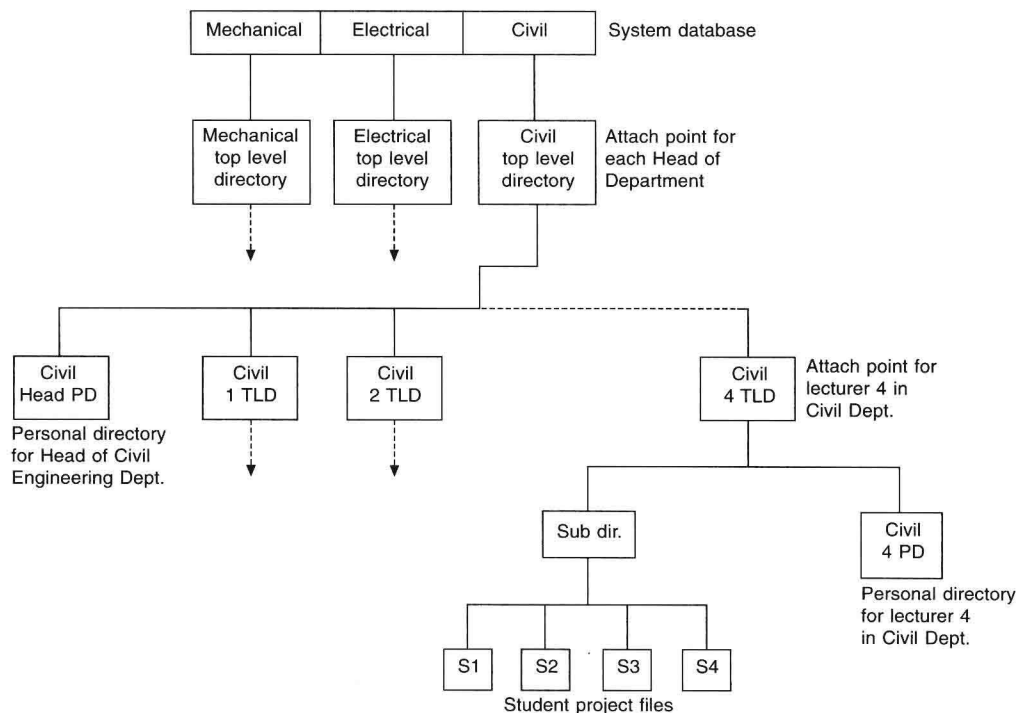 Mechanical Electrical Civil System database
Mechanical
top level
directory
Electrical
top level
directory
Civil
top level
directory
Attach point for
each Head of
Department
Civil
Head PD
Personal directory
for Head of Civil
Engineering Dept.
Civil
1 TLD
Civil
2 TLD
Civil
4 TLD
Attach point for
lecturer 4 in
Civil Dept.
Sub dir.
Civil
4 PD
Personal directory
for lecturer 4
in Civil Dept.
S1 S2 S3 S4
Student project files